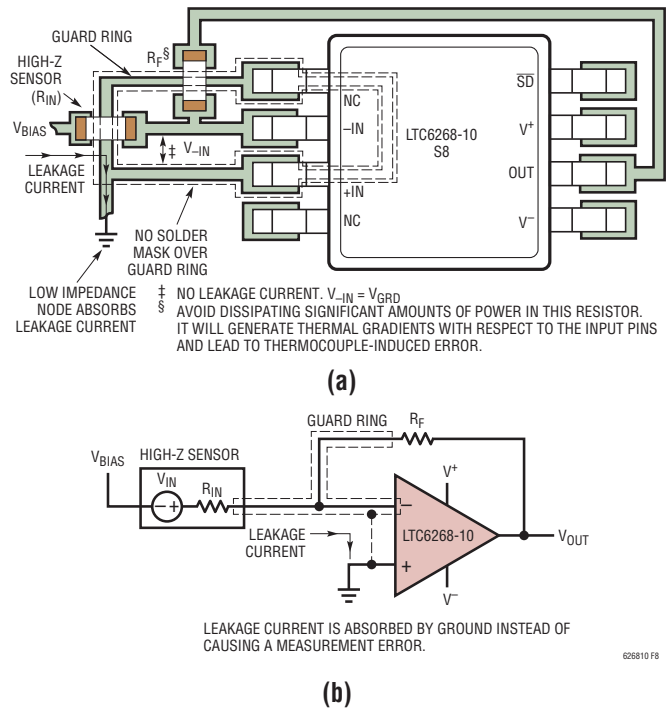 GUARD RING
HIGH-Z
SENSOR
(R_IN)
R_F§
V_BIAS
LEAKAGE
CURRENT
‡ V_–IN
NC
–IN
+IN
NC
LTC6268-10
S8
SD
V+
OUT
V–
NO SOLDER
MASK OVER
GUARD RING
LOW IMPEDANCE
NODE ABSORBS
LEAKAGE CURRENT
‡ NO LEAKAGE CURRENT. V_–IN = V_GRD
§ AVOID DISSIPATING SIGNIFICANT AMOUNTS OF POWER IN THIS RESISTOR.
IT WILL GENERATE THERMAL GRADIENTS WITH RESPECT TO THE INPUT PINS
AND LEAD TO THERMOCOUPLE-INDUCED ERROR.
(a)
GUARD RING
R_F
HIGH-Z SENSOR
V_BIAS
V_IN
R_IN
– +
V+
–
LTC6268-10
+
V–
V_OUT
LEAKAGE
CURRENT
LEAKAGE CURRENT IS ABSORBED BY GROUND INSTEAD OF
CAUSING A MEASUREMENT ERROR.
626810 F8
(b)